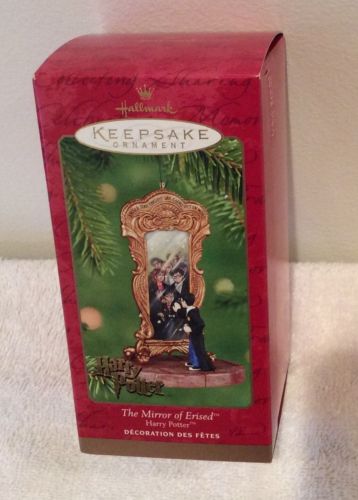 Hallmark
KEEPSAKE
ORNAMENT
Harry
Potter
The Mirror of Erised™
Harry Potter™
DÉCORATION DES FÊTES